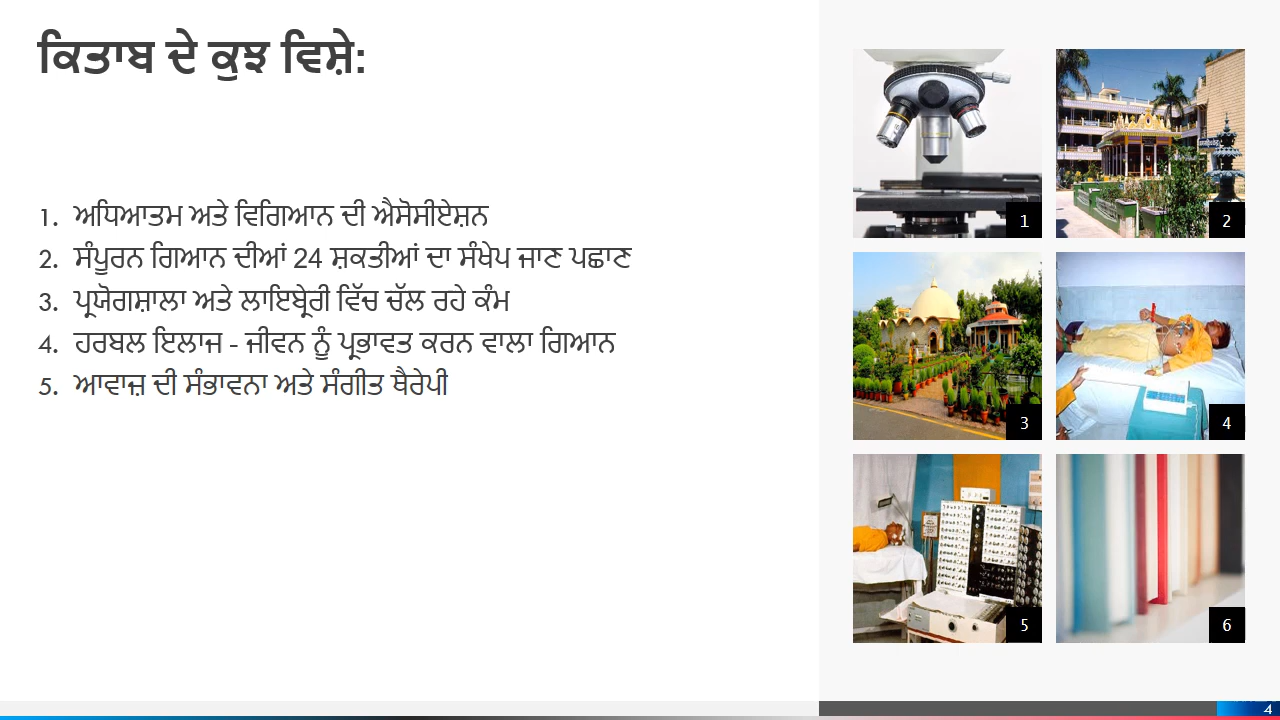 ਕਿਤਾਬ ਦੇ ਕੁਝ ਵਿਸ਼ੇ:
1. ਅਧਿਆਤਮ ਅਤੇ ਵਿਗਿਆਨ ਦੀ ਐਸੋਸੀਏਸ਼ਨ
2. ਸੰਪੂਰਨ ਗਿਆਨ ਦੀਆਂ 24 ਸ਼ਕਤੀਆਂ ਦਾ ਸੰਖੇਪ ਜਾਣ ਪਛਾਣ
3. ਪ੍ਰਯੋਗਸ਼ਾਲਾ ਅਤੇ ਲਾਇਬ੍ਰੇਰੀ ਵਿੱਚ ਚੱਲ ਰਹੇ ਕੰਮ
4. ਹਰਬਲ ਇਲਾਜ - ਜੀਵਨ ਨੂੰ ਪ੍ਰਭਾਵਤ ਕਰਨ ਵਾਲਾ ਗਿਆਨ
5. ਆਵਾਜ਼ ਦੀ ਸੰਭਾਵਨਾ ਅਤੇ ਸੰਗੀਤ ਥੈਰੇਪੀ
1
2
3
4
5
6
4